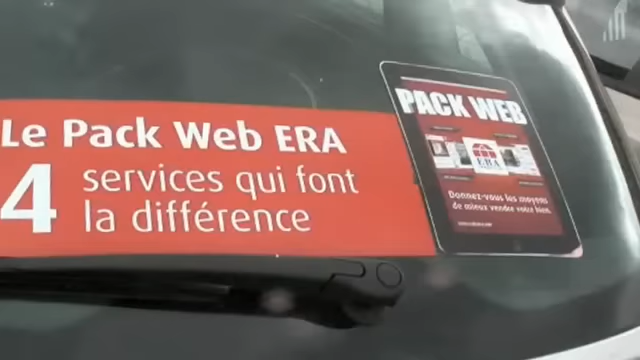 Le Pack Web ERA
4 services qui font
la différence
PACK WEB
ERA
Donnez-vous les moyens
de mieux vendre votre bien.